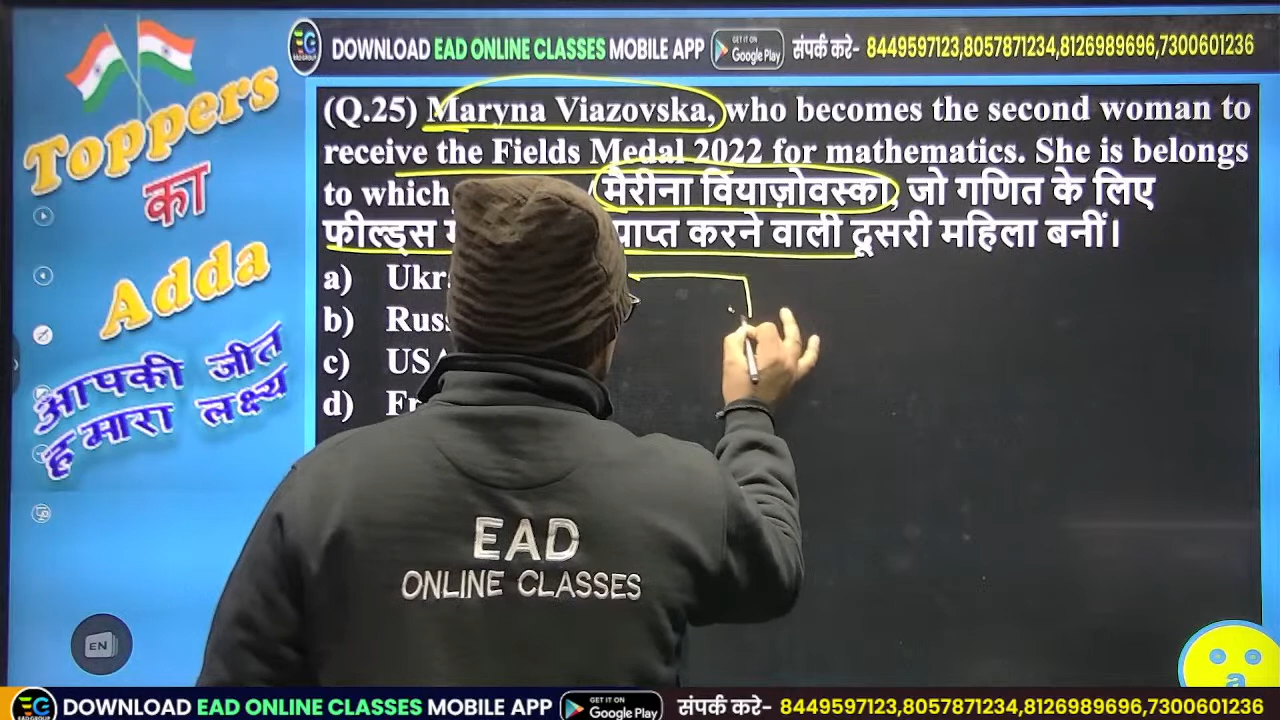 DOWNLOAD EAD ONLINE CLASSES MOBILE APP GET IT ON Google Play संपर्क करे- 8449597123,8057871234,8126989696,7300601236
Toppers
का
Adda
आपकी जीत
हमारा लक्ष्य
(Q.25) Maryna Viazovska, who becomes the second woman to
receive the Fields Medal 2022 for mathematics. She is belongs
to which / मैरीना वियाज़ोवस्का, जो गणित के लिए
फील्ड्स प्राप्त करने वाली दूसरी महिला बनीं।
a)
b)
c) USA
d)
EAD
ONLINE CLASSES
EN
a
DOWNLOAD EAD ONLINE CLASSES MOBILE APP GET IT ON Google Play संपर्क करे- 8449597123,8057871234,8126989696,7300601236